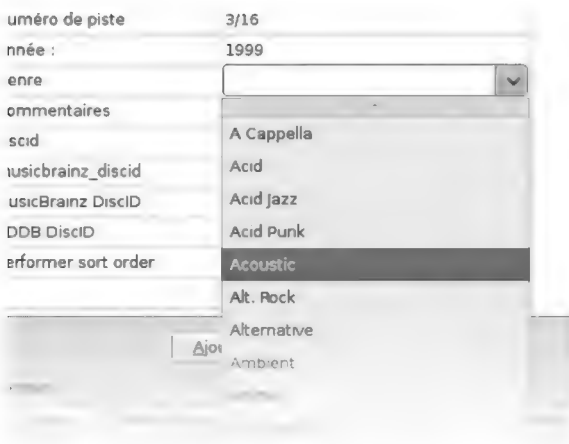 uméro de piste 3/16
nnée : 1999
enre
ommentaires
scid
usicbrainz_discid
usicBrainz DiscID
DDB DiscID
erformer sort order
A Cappella
Acid
Acid Jazz
Acid Punk
Acoustic
Alt. Rock
Alternative
Ambient
Ajou